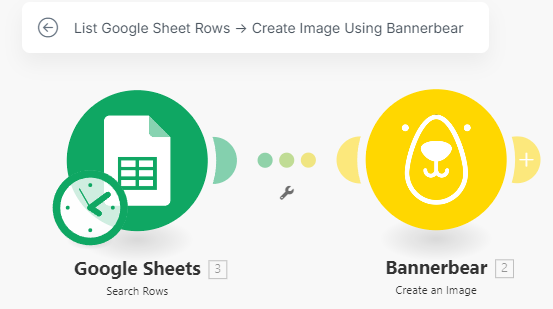 List Google Sheet Rows → Create Image Using Bannerbear
Google Sheets 3
Search Rows
Bannerbear 2
Create an Image